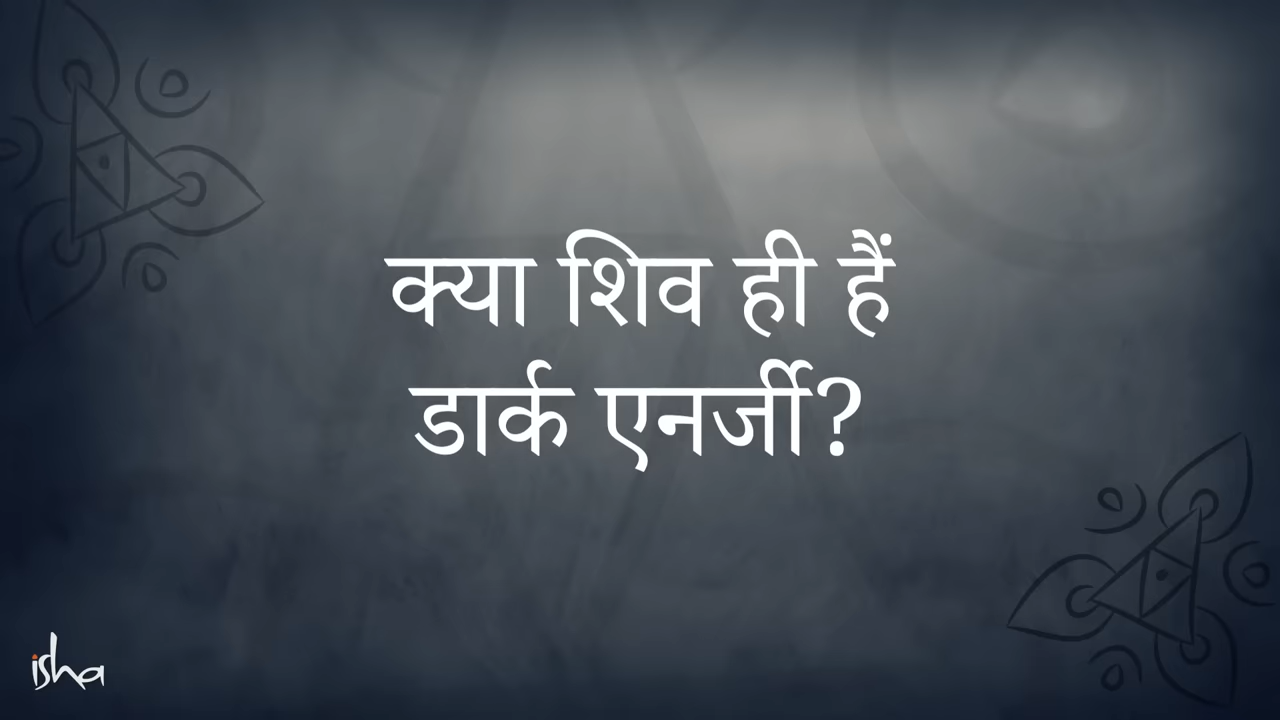 क्या शिव ही हैं
डार्क एनर्जी?
isha